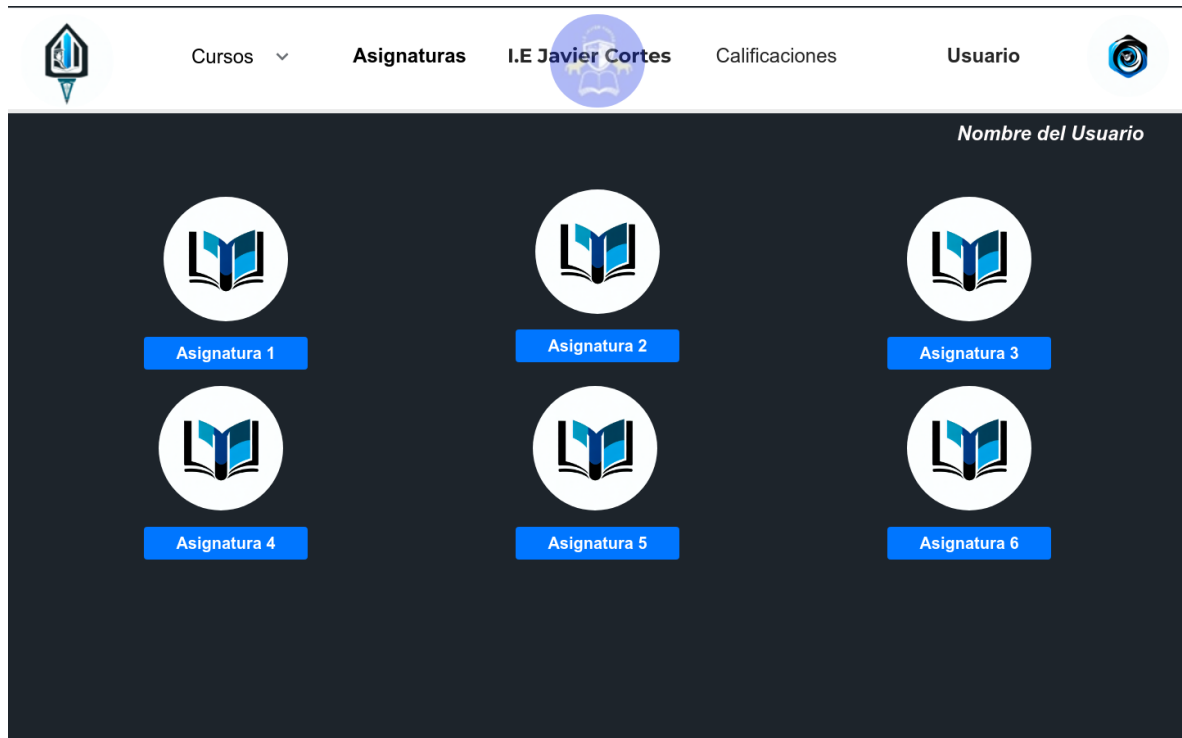 Cursos Asignaturas I.E Javier Cortes Calificaciones Usuario
Nombre del Usuario
Asignatura 1 Asignatura 2 Asignatura 3
Asignatura 4 Asignatura 5 Asignatura 6